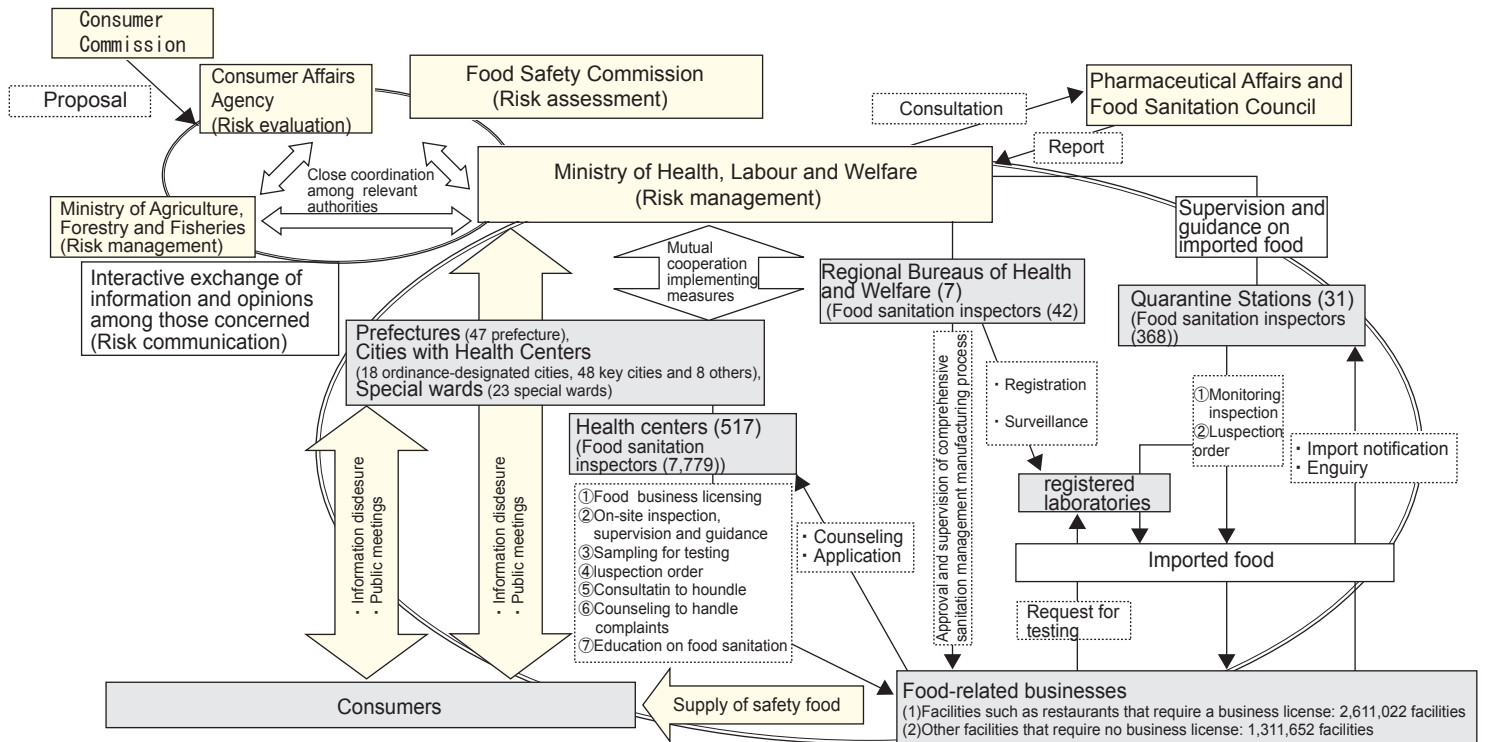 Consumer
Commission
Proposal
Consumer Affairs
Agency
(Risk evaluation)
Food Safety Commission
(Risk assessment)
Consultation
Pharmaceutical Affairs and
Food Sanitation Council
Report
Ministry of Health, Labour and Welfare
(Risk management)
Close coordination
among relevant
authorities
Ministry of Agriculture,
Forestry and Fisheries
(Risk management)
Interactive exchange of
information and opinions
among those concerned
(Risk communication)
Mutual
cooperation
implementing
measures
Supervision and
guidance on
imported food
Regional Bureaus of Health
and Welfare (7)
(Food sanitation inspectors (42)
Quarantine Stations (31)
(Food sanitation inspectors
(368))
Prefectures (47 prefecture),
Cities with Health Centers
(18 ordinance-designated cities, 48 key cities and 8 others),
Special wards (23 special wards)
Health centers (517)
(Food sanitation
inspectors (7,779))
①Food business licensing
②On-site inspection,
supervision and guidance
③Sampling for testing
④Iuspection order
⑤Consultatin to houndle
⑥Counseling to handle
complaints
⑦Education on food sanitation
・Counseling
・Application
Approval and supervision of comprehensive
sanitation management manufacturing process
・Registration
・Surveillance
①Monitoring
inspection
②Luspection
order
・Import notification
・Enguiry
registered
laboratories
Imported food
Request for
testing
・Information disdesure
・Public meetings
・Information disdesure
・Public meetings
Consumers
Supply of safety food
Food-related businesses
(1)Facilities such as restaurants that require a business license: 2,611,022 facilities
(2)Other facilities that require no business license: 1,311,652 facilities